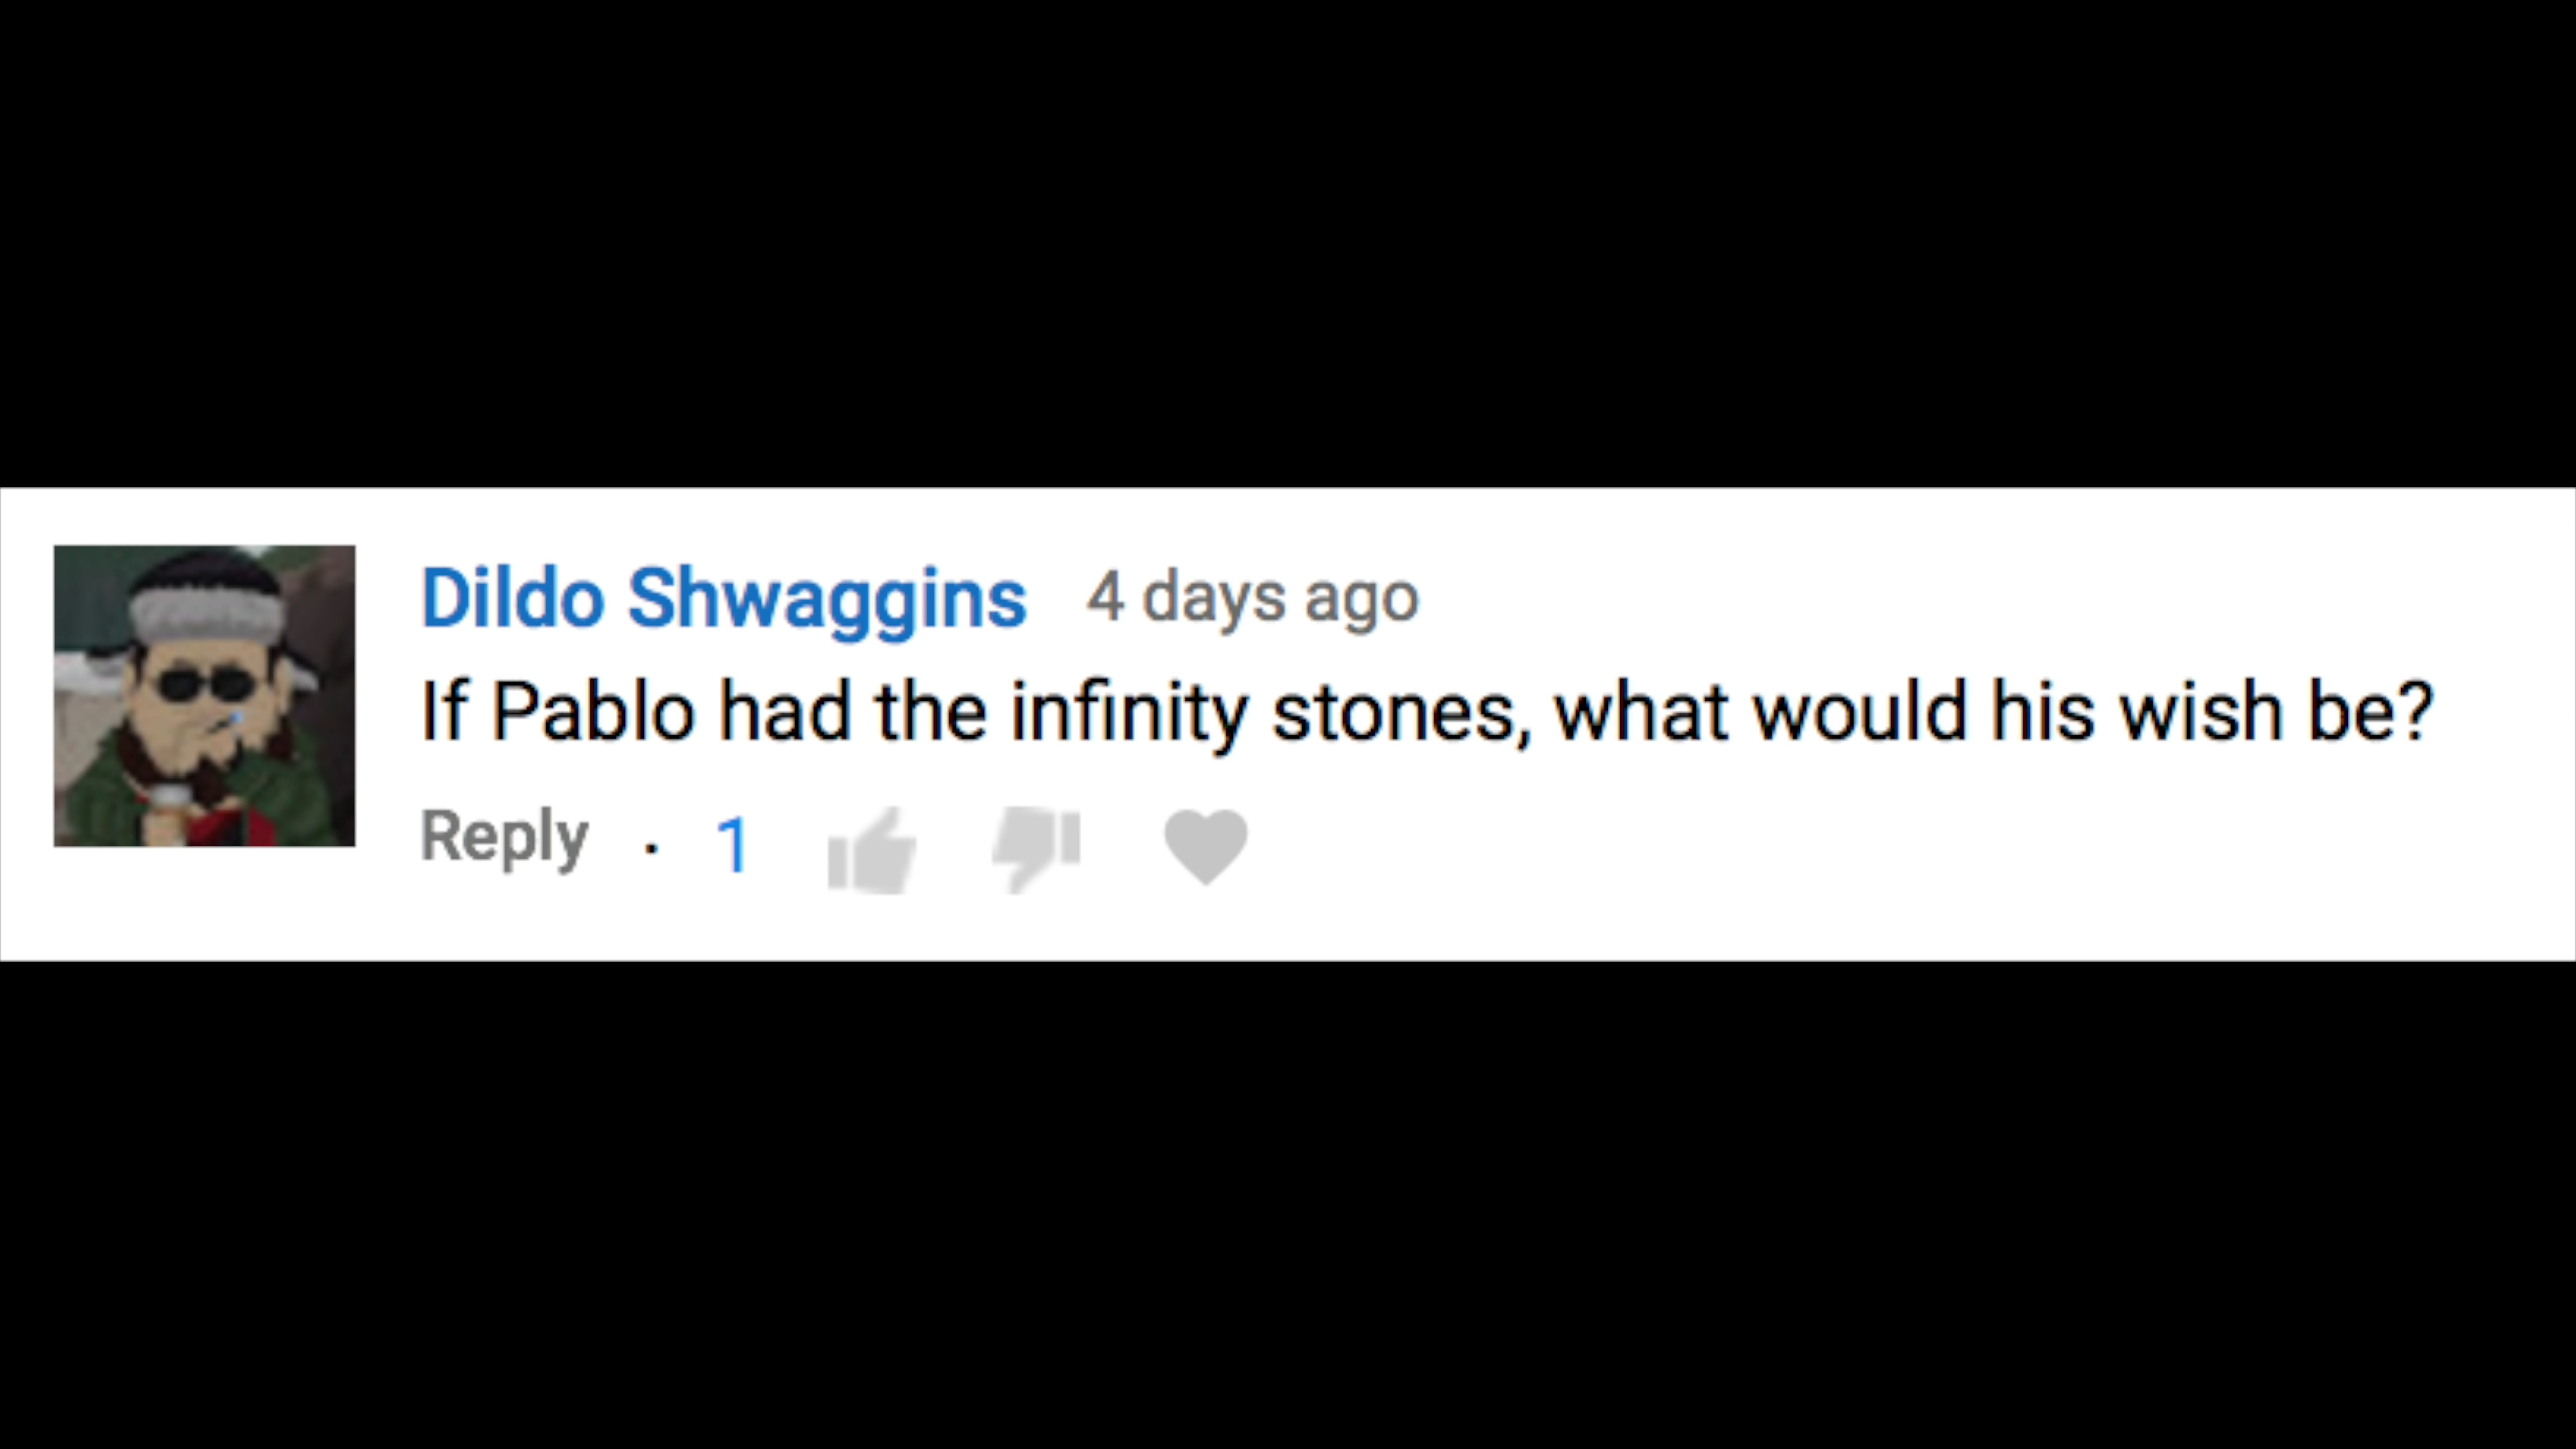 Dildo Shwaggins 4 days ago
If Pablo had the infinity stones, what would his wish be?
Reply · 1